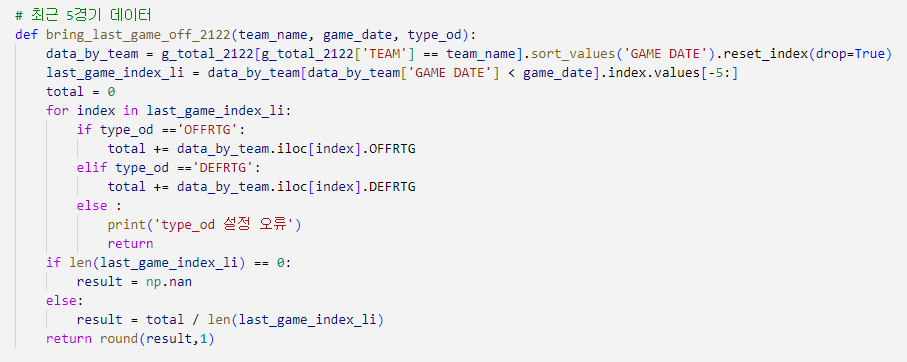 # 최근 5경기 데이터
def bring_last_game_off_2122(team_name, game_date, type_od):
    data_by_team = g_total_2122[g_total_2122['TEAM'] == team_name].sort_values('GAME DATE').reset_index(drop=True)
    last_game_index_li = data_by_team[data_by_team['GAME DATE'] < game_date].index.values[-5:]
    total = 0
    for index in last_game_index_li:
        if type_od =='OFFRTG':
            total += data_by_team.iloc[index].OFFRTG
        elif type_od =='DEFRTG':
            total += data_by_team.iloc[index].DEFRTG
        else :
            print('type_od 설정 오류')
            return
    if len(last_game_index_li) == 0:
        result = np.nan
    else:
        result = total / len(last_game_index_li)
    return round(result,1)